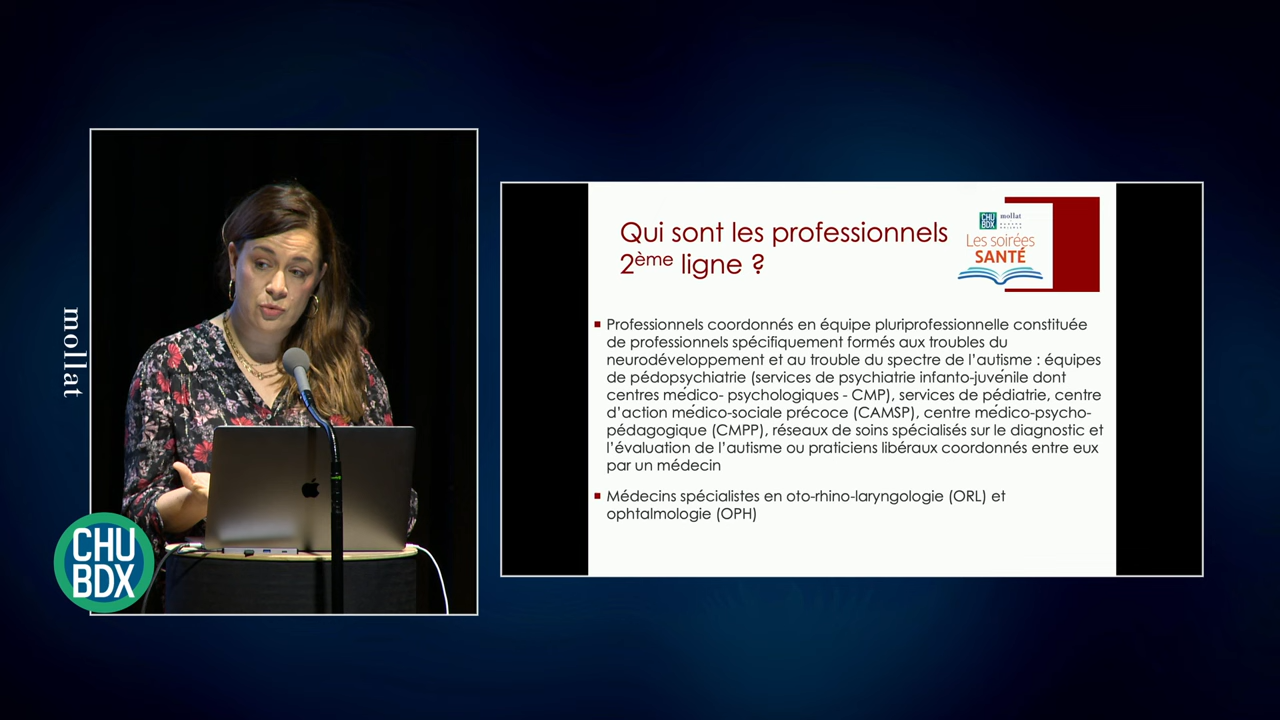 mollat
CHU
BDX
Qui sont les professionnels
2ème ligne ?
CHU
BDX
mollat
Les soirées
SANTÉ
Professionnels coordonnés en équipe pluriprofessionnelle constituée
de professionnels spécifiquement formés aux troubles du
neurodéveloppement et au trouble du spectre de l'autisme : équipes
de pédopsychiatrie (services de psychiatrie infanto-juvénile dont
centres médico- psychologiques - CMP), services de pédiatrie, centre
d'action médico-sociale précoce (CAMSP), centre médico-psycho-
pédagogique (CMPP), réseaux de soins spécialisés sur le diagnostic et
l'évaluation de l'autisme ou praticiens libéraux coordonnés entre eux
par un médecin
Médecins spécialistes en oto-rhino-laryngologie (ORL) et
ophtalmologie (OPH)